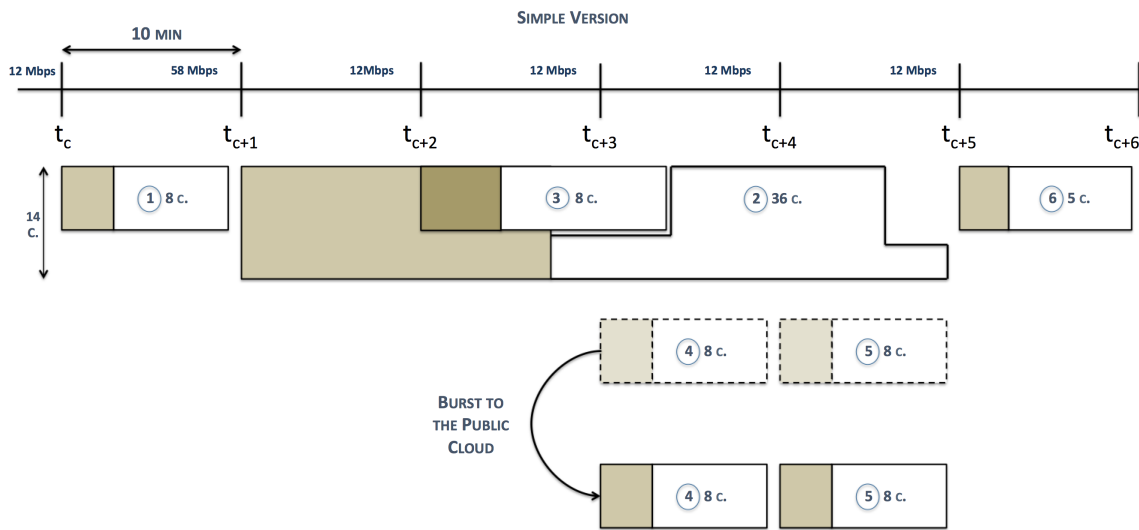 SIMPLE VERSION
10 MIN
12 Mbps
58 Mbps
12Mbps
12 Mbps
12 Mbps
12 Mbps
tc
tc+1
tc+2
tc+3
tc+4
tc+5
tc+6
14
C.
1 8 C.
3 8 C.
2 36 C.
6 5 C.
4 8 C.
5 8 C.
BURST TO
THE PUBLIC
CLOUD
4 8 C.
5 8 C.